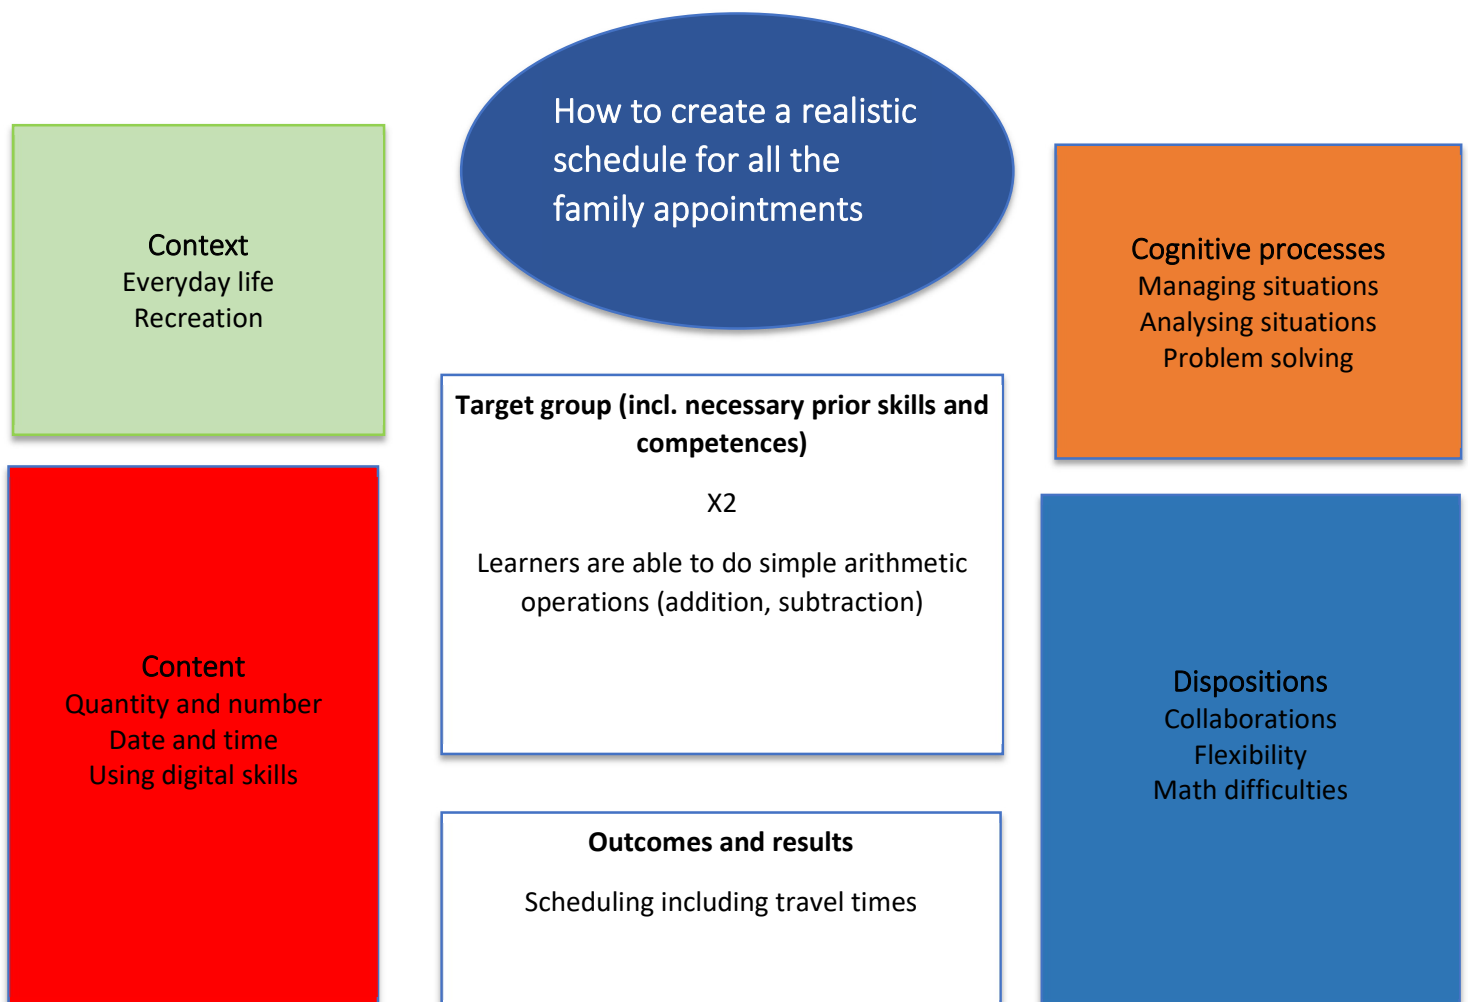 How to create a realistic
schedule for all the
family appointments
Context
Everyday life
Recreation
Cognitive processes
Managing situations
Analysing situations
Problem solving
Target group (incl. necessary prior skills and
competences)
X2
Learners are able to do simple arithmetic
operations (addition, subtraction)
Content
Quantity and number
Date and time
Using digital skills
Dispositions
Collaborations
Flexibility
Math difficulties
Outcomes and results
Scheduling including travel times